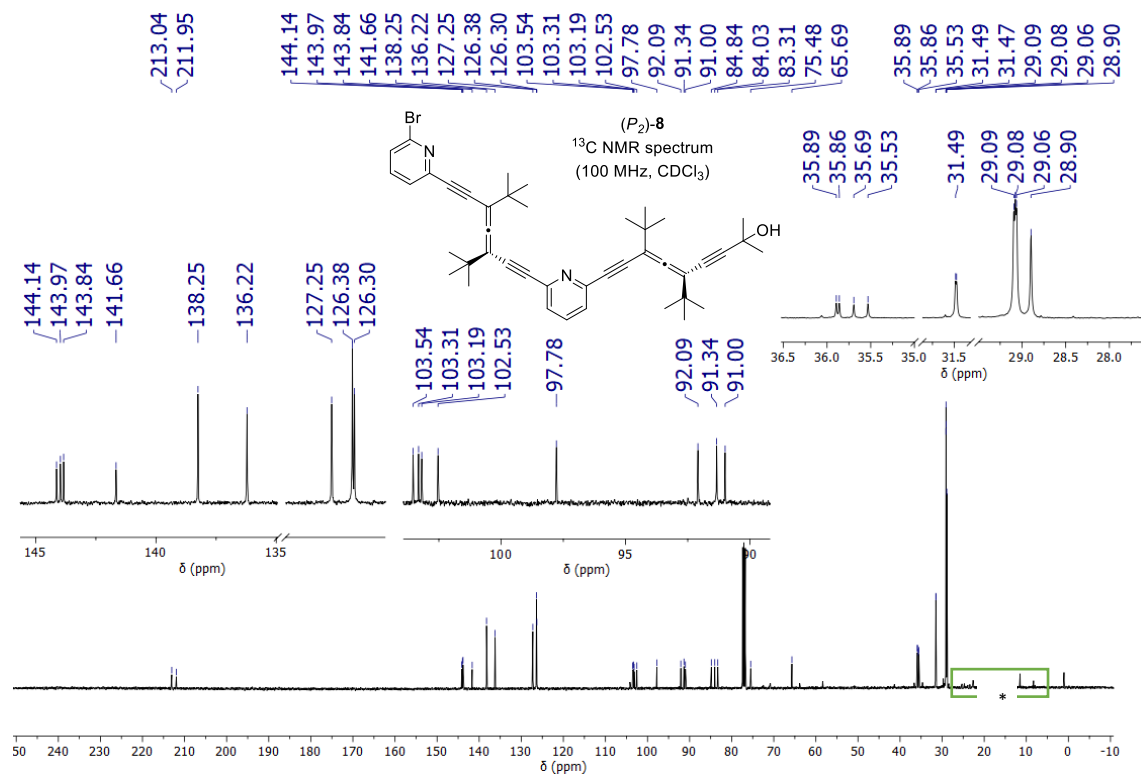 213.04 211.95 144.14 143.97 143.84 141.66 138.25 136.22 127.25 126.38 126.30 103.54 103.31 103.19 102.53 97.78 92.09 91.34 91.00 84.84 84.03 83.31 75.48 65.69 35.89 35.86 35.53 31.49 31.47 29.09 29.08 29.06 28.90
(P₂)-8
¹³C NMR spectrum
(100 MHz, CDCl₃)
Br
N
OH
N
35.89 35.86 35.69 35.53 31.49 29.09 29.08 29.06 28.90
36.5 36.0 35.5 35.0 31.5 29.0 28.5 28.0
δ (ppm)
144.14 143.97 143.84 141.66 138.25 136.22 127.25 126.38 126.30
145 140 135
δ (ppm)
103.54 103.31 103.19 102.53 97.78 92.09 91.34 91.00
100 95 90
δ (ppm)
*
50 240 230 220 210 200 190 180 170 160 150 140 130 120 110 100 90 80 70 60 50 40 30 20 10 0 -10
δ (ppm)